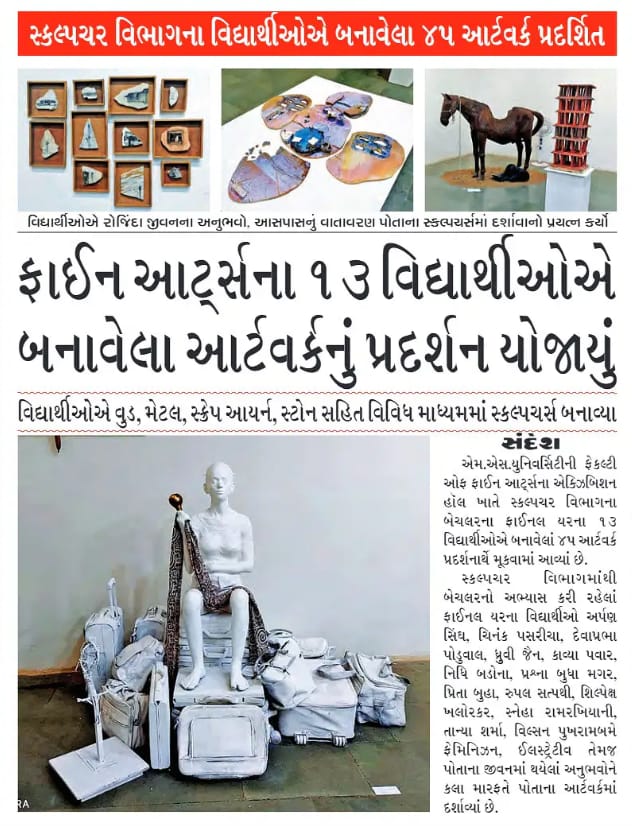 સ્કલ્પચર વિભાગના વિદ્યાર્થીઓએ બનાવેલા ૪૫ આર્ટવર્ક પ્રદર્શિત
વિદ્યાર્થીઓએ રોજિંદા જીવનના અનુભવો, આસપાસનું વાતાવરણ પોતાના સ્કલ્પચર્સમાં દર્શાવાનો પ્રયત્ન કર્યો
ફાઈન આર્ટ્સના ૧૩ વિદ્યાર્થીઓએ
બનાવેલા આર્ટવર્કનું પ્રદર્શન યોજાયું
વિદ્યાર્થીઓએ વુડ, મેટલ, સ્ક્રેપ આયર્ન, સ્ટોન સહિત વિવિધ માધ્યમમાં સ્કલ્પચર્સ બનાવ્યા
સંદેશ
એમ.એસ.યુનિવર્સિટીની ફેકલ્ટી
ઓફ ફાઈન આર્ટ્સના એક્ઝિબિશન
હૉલ ખાતે સ્કલ્પચર વિભાગના
બેચલરના ફાઈનલ યરના ૧૩
વિદ્યાર્થીઓએ બનાવેલાં ૪૫ આર્ટવર્ક
પ્રદર્શનાર્થે મૂકવામાં આવ્યાં છે.
સ્કલ્પચર વિભાગમાંથી
બેચલરનો અભ્યાસ કરી રહેલાં
ફાઈનલ યરના વિદ્યાર્થીઓ અર્પણ
સિંઘ, ચિનંક પસરીચા, દેવાપ્રભા
પોડુવાલ, ધ્રુવી જૈન, કાવ્યા પવાર,
નિધિ બડોના, પ્રશ્ના બુધા મગર,
પ્રિતા બુહા, રુપલ સત્પથી, શિલ્પેક્ષ
ખલોરકર, સ્નેહા રામરખિયાની,
તાન્યા શર્મા, વિલ્સન પુખરામબમે
ફેમિનિઝન, ઈલસ્ટ્રેટીવ તેમજ
પોતાના જીવનમાં થયેલાં અનુભવોને
કલા મારફતે પોતાના આર્ટવર્કમાં
દર્શાવ્યાં છે.
RA